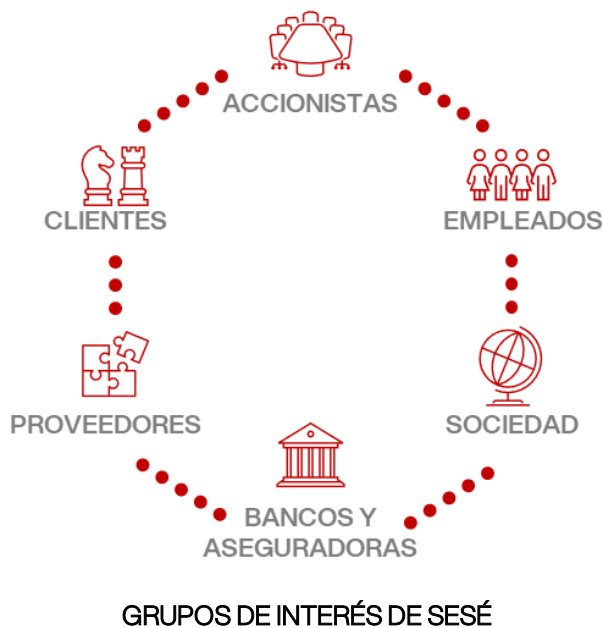 ACCIONISTAS
CLIENTES
EMPLEADOS
PROVEEDORES
SOCIEDAD
BANCOS Y
ASEGURADORAS
GRUPOS DE INTERÉS DE SESÉ